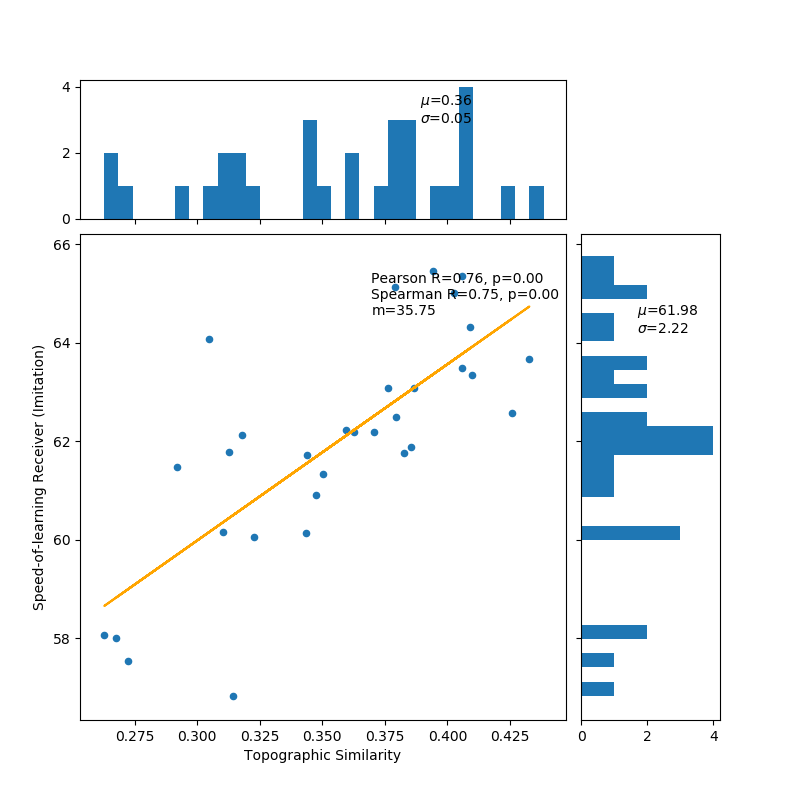 4
2
0
μ=0.36
σ=0.05
66
64
62
60
58
Speed-of-learning Receiver (Imitation)
Pearson R=0.76, p=0.00
Spearman R=0.75, p=0.00
m=35.75
μ=61.98
σ=2.22
0.275 0.300 0.325 0.350 0.375 0.400 0.425
Topographic Similarity
0 2 4